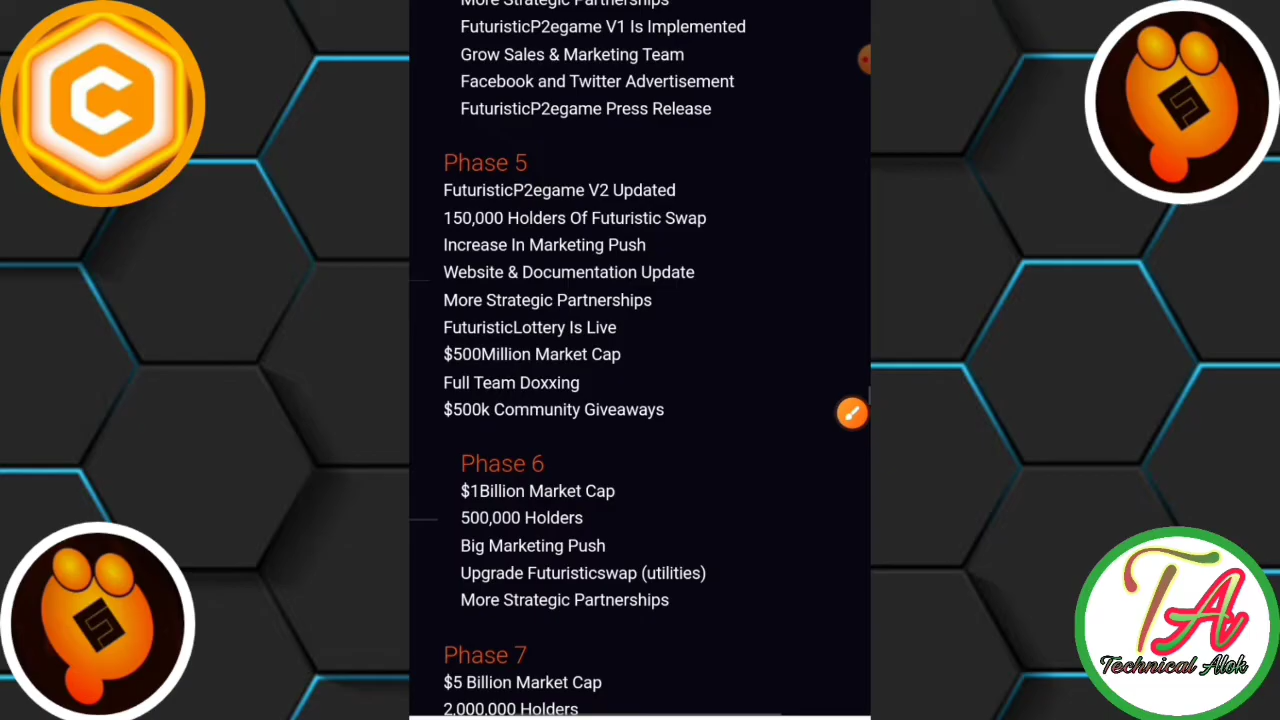 More Strategic Partnerships
FuturisticP2egame V1 Is Implemented
Grow Sales & Marketing Team
Facebook and Twitter Advertisement
FuturisticP2egame Press Release
Phase 5
FuturisticP2egame V2 Updated
150,000 Holders Of Futuristic Swap
Increase In Marketing Push
Website & Documentation Update
More Strategic Partnerships
FuturisticLottery Is Live
$500Million Market Cap
Full Team Doxxing
$500k Community Giveaways
Phase 6
$1Billion Market Cap
500,000 Holders
Big Marketing Push
Upgrade Futuristicswap (utilities)
More Strategic Partnerships
Phase 7
$5 Billion Market Cap
2,000,000 Holders
C
TA
Technical Alok